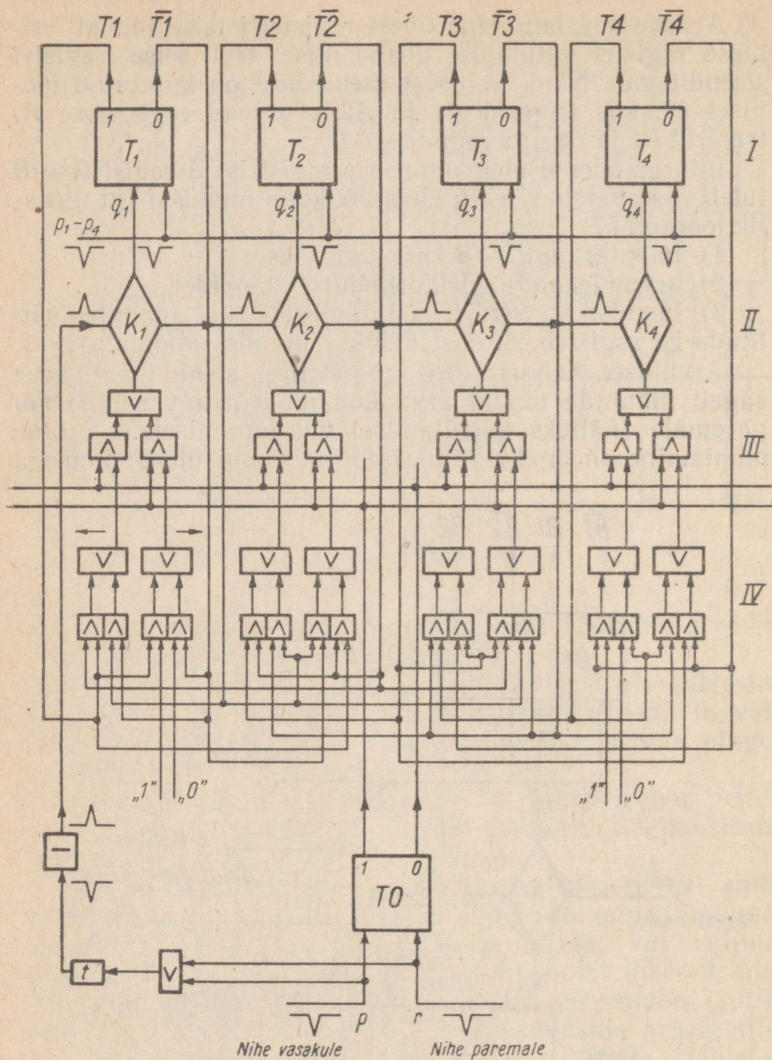 T1 T̅1̅ T2 T̅2̅ T3 T̅3̅ T4 T̅4̅
1 0 1 0 1 0 1 0
T₁ T₂ T₃ T₄ I
q₁ q₂ q₃ q₄
p₁–p₄
K₁ K₂ K₃ K₄ II
∨ ∨ ∨ ∨
∧ ∧ ∧ ∧ ∧ ∧ ∧ ∧ III
∨ ∨ ∨ ∨ ∨ ∨ ∨ ∨
IV
∧ ∧ ∧ ∧ ∧ ∧ ∧ ∧ ∧ ∧ ∧ ∧ ∧ ∧ ∧ ∧
„1" „0" „1" „0"
–
1 0
TO
t ∨
p r
Nihe vasakule Nihe paremale